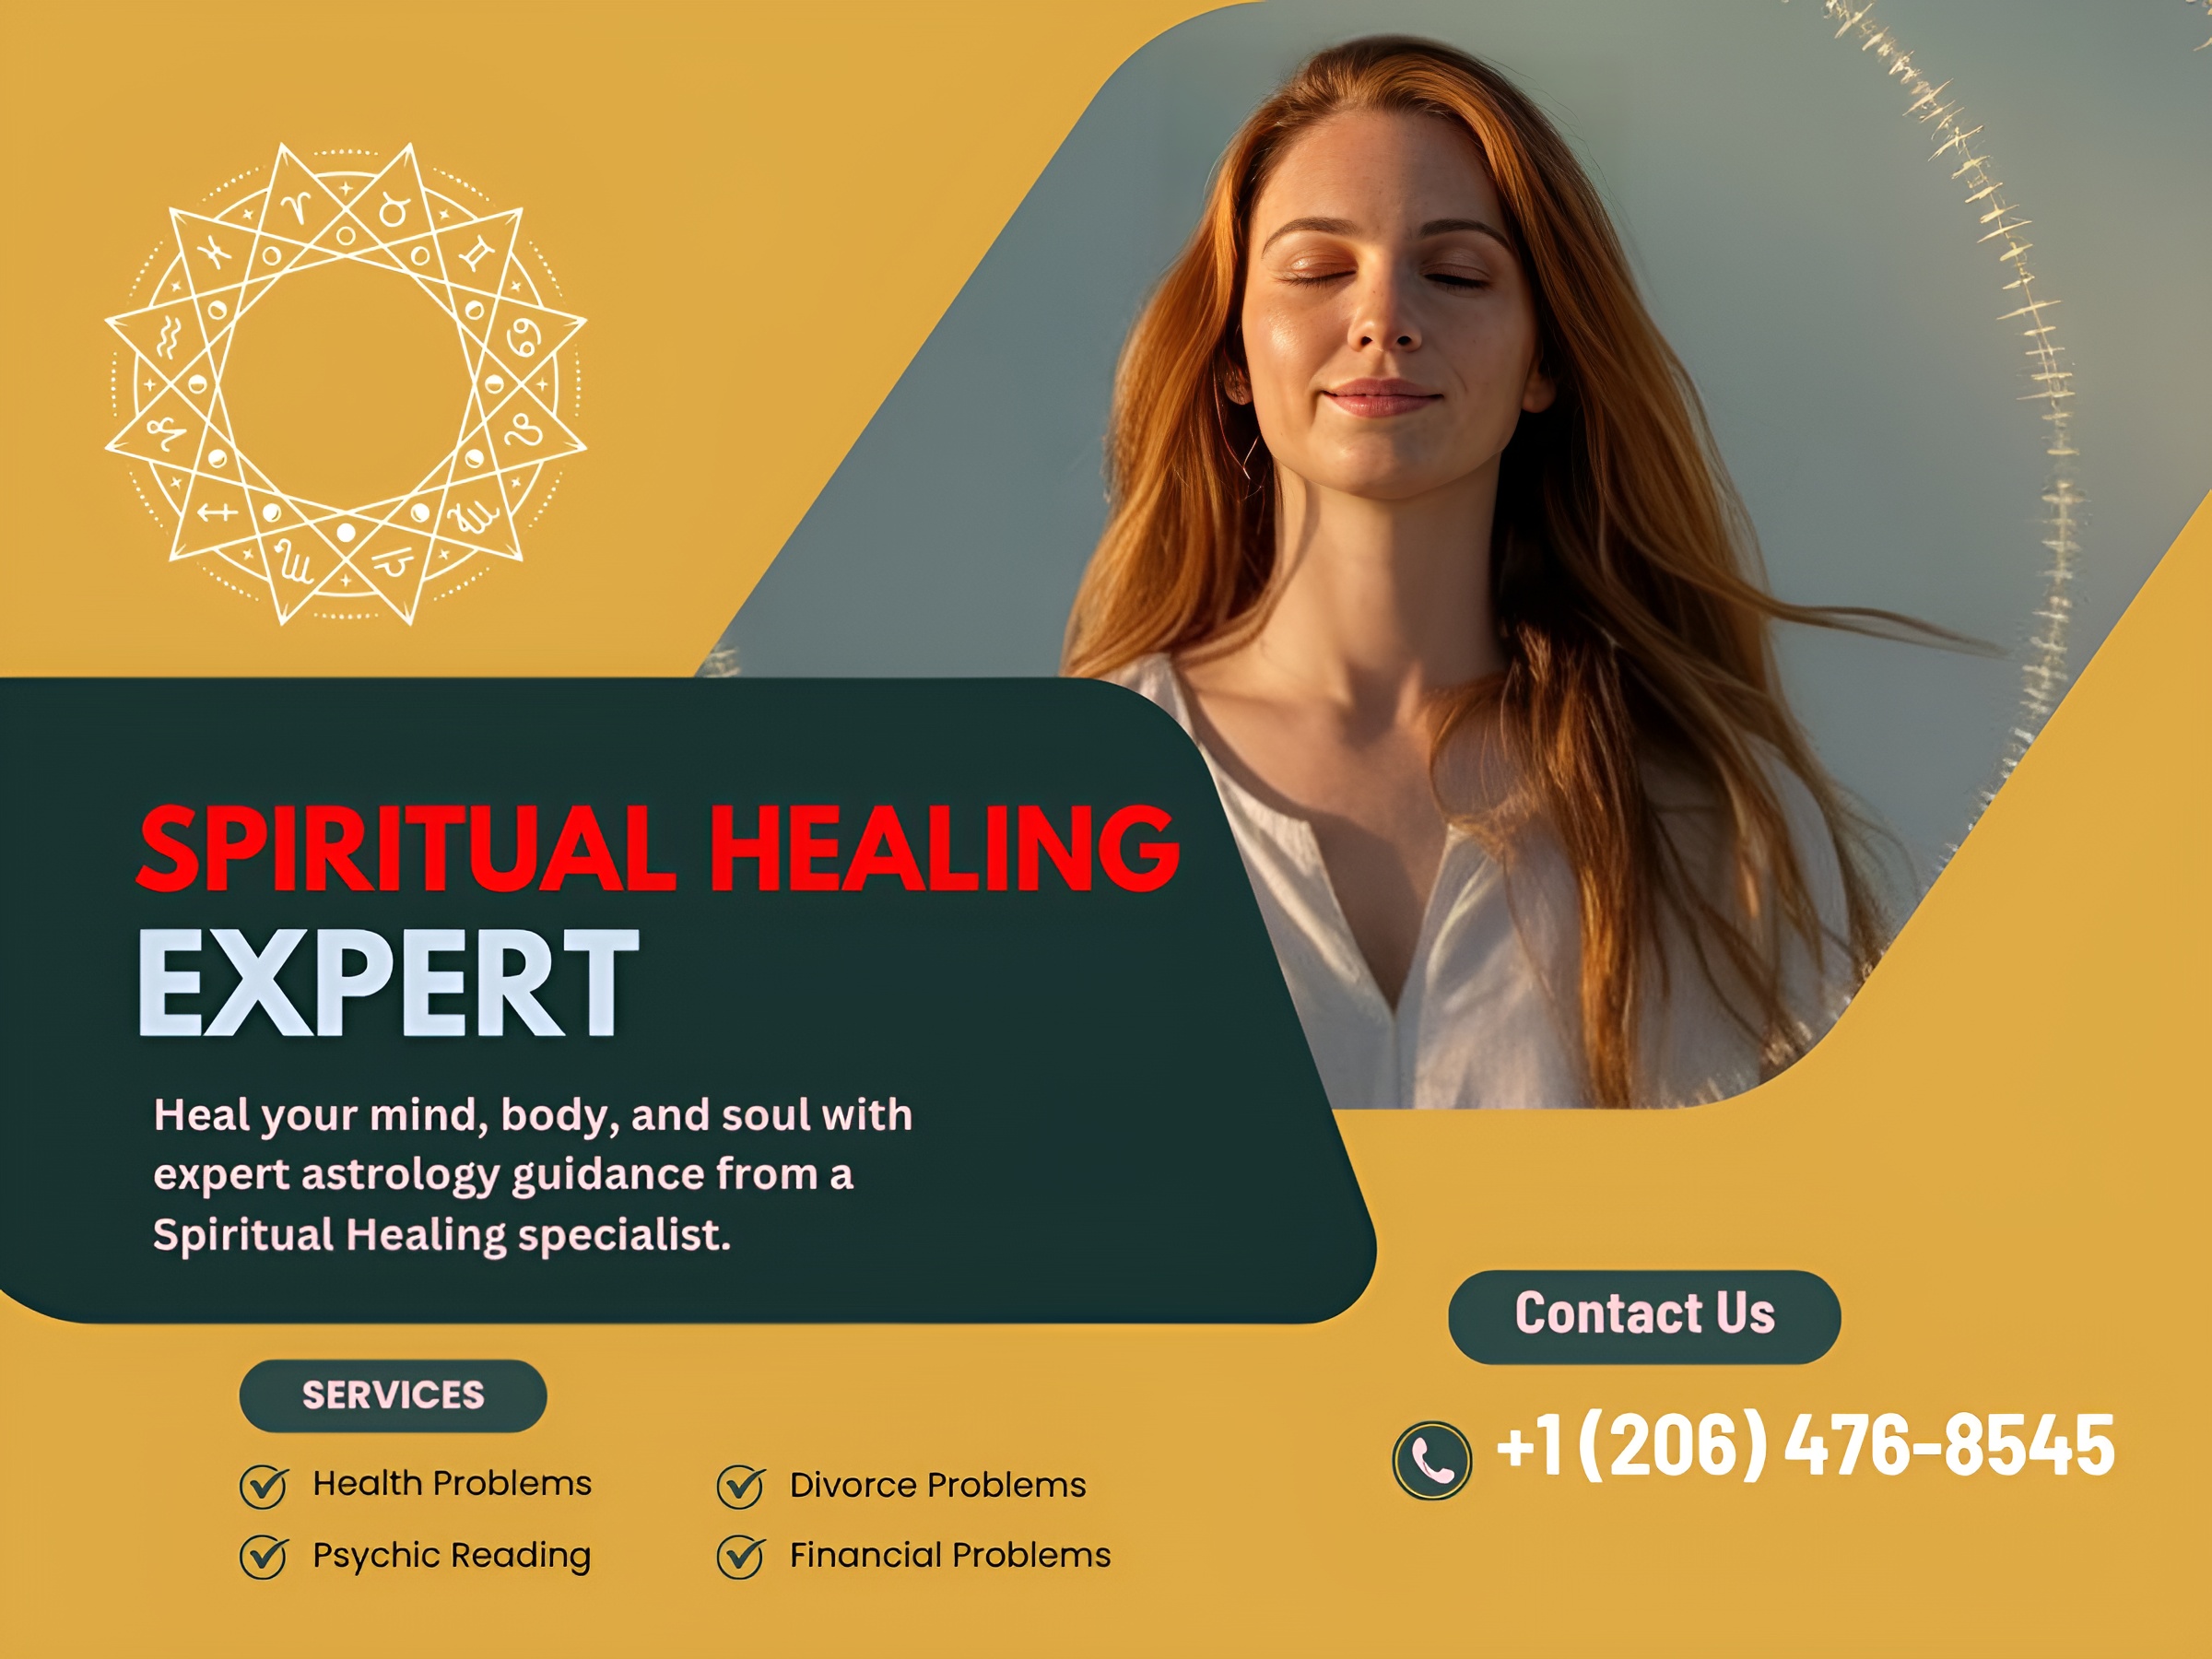 SPIRITUAL HEALING
EXPERT
Heal your mind, body, and soul with
expert astrology guidance from a
Spiritual Healing specialist.
SERVICES
Health Problems
Psychic Reading
Divorce Problems
Financial Problems
Contact Us
+1 (206) 476-8545